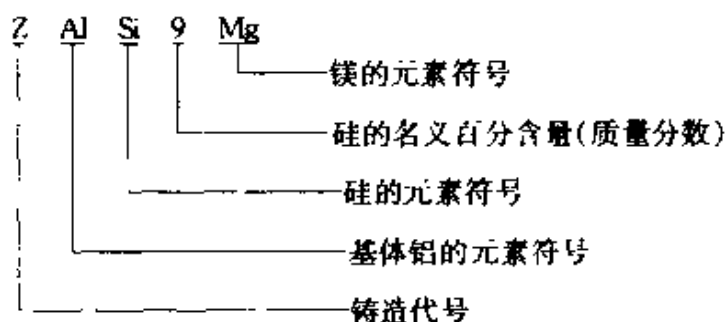 Z Al Si 9 Mg
镁的元素符号
硅的名义百分含量(质量分数)
硅的元素符号
基体铝的元素符号
铸造代号